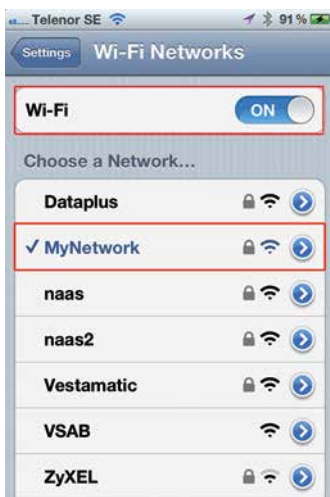 Telenor SE 91 %
Settings Wi-Fi Networks
Wi-Fi ON
Choose a Network...
Dataplus
✓ MyNetwork
naas
naas2
Vestamatic
VSAB
ZyXEL